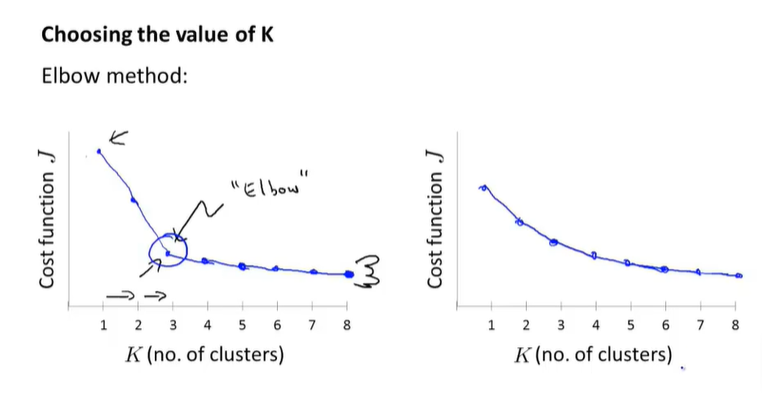 Choosing the value of K
Elbow method:
Cost function J
"Elbow"
1 2 3 4 5 6 7 8
K (no. of clusters)
Cost function J
1 2 3 4 5 6 7 8
K (no. of clusters)